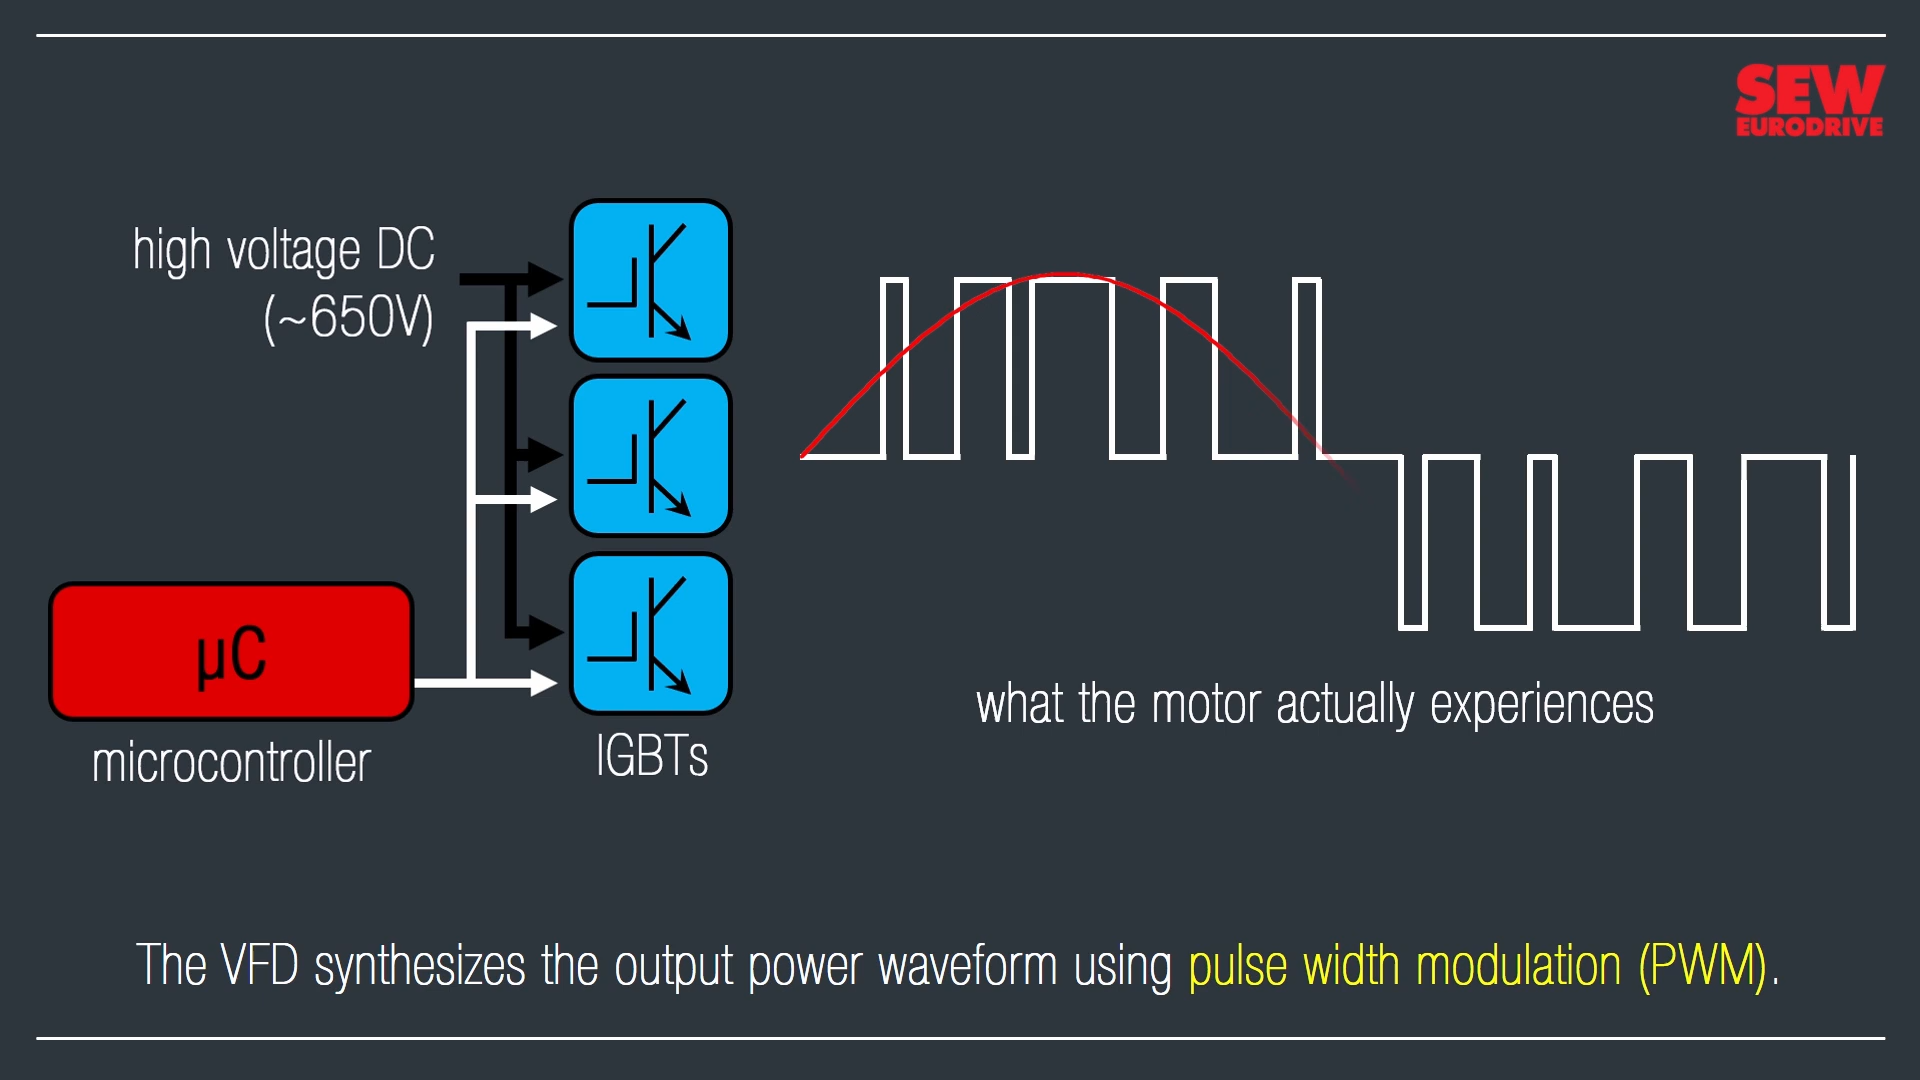 SEW
EURODRIVE
high voltage DC
(~650V)
µC
microcontroller
IGBTs
what the motor actually experiences
The VFD synthesizes the output power waveform using pulse width modulation (PWM).